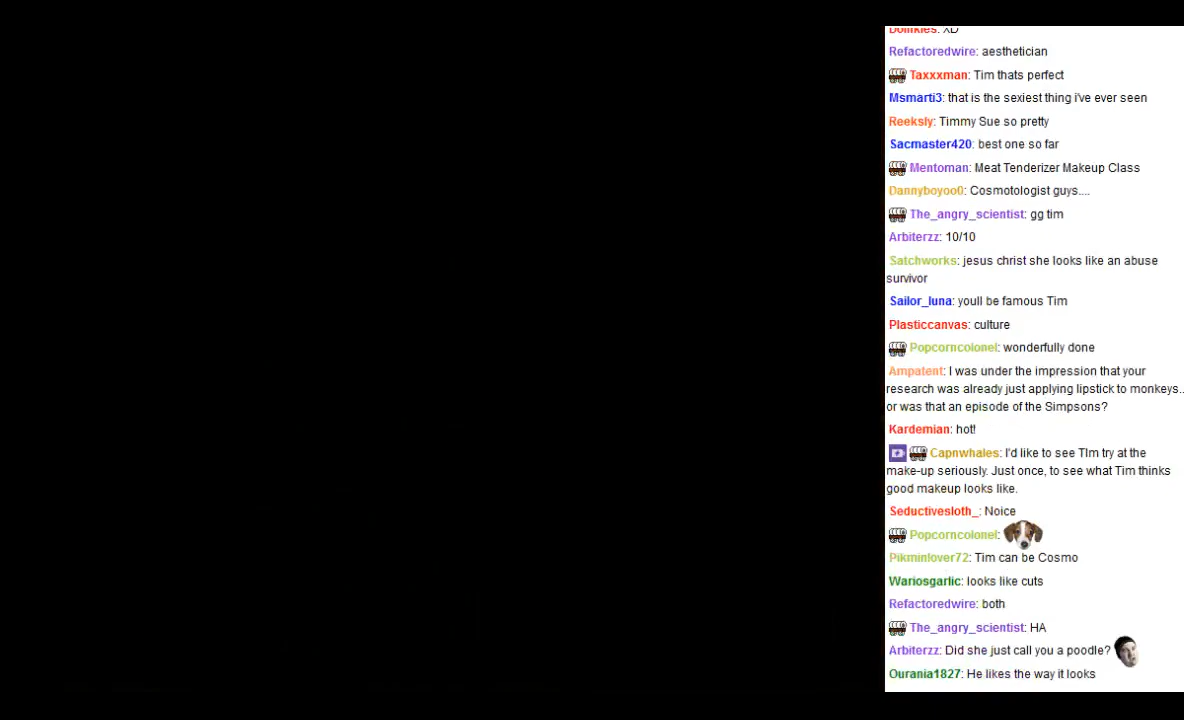 Domkies: XD
Refactoredwire: aesthetician
Taxxxman: Tim thats perfect
Msmarti3: that is the sexiest thing i've ever seen
Reeksly: Timmy Sue so pretty
Sacmaster420: best one so far
Mentoman: Meat Tenderizer Makeup Class
Dannyboyoo0: Cosmotologist guys....
The_angry_scientist: gg tim
Arbiterzz: 10/10
Satchworks: jesus christ she looks like an abuse
survivor
Sailor_luna: youll be famous Tim
Plasticcanvas: culture
Popcorncolonel: wonderfully done
Ampatent: I was under the impression that your
research was already just applying lipstick to monkeys..
or was that an episode of the Simpsons?
Kardemian: hot!
Capnwhales: I'd like to see TIm try at the
make-up seriously. Just once, to see what Tim thinks
good makeup looks like.
Seductivesloth_: Noice
Popcorncolonel:
Pikminlover72: Tim can be Cosmo
Wariosgarlic: looks like cuts
Refactoredwire: both
The_angry_scientist: HA
Arbiterzz: Did she just call you a poodle?
Ourania1827: He likes the way it looks